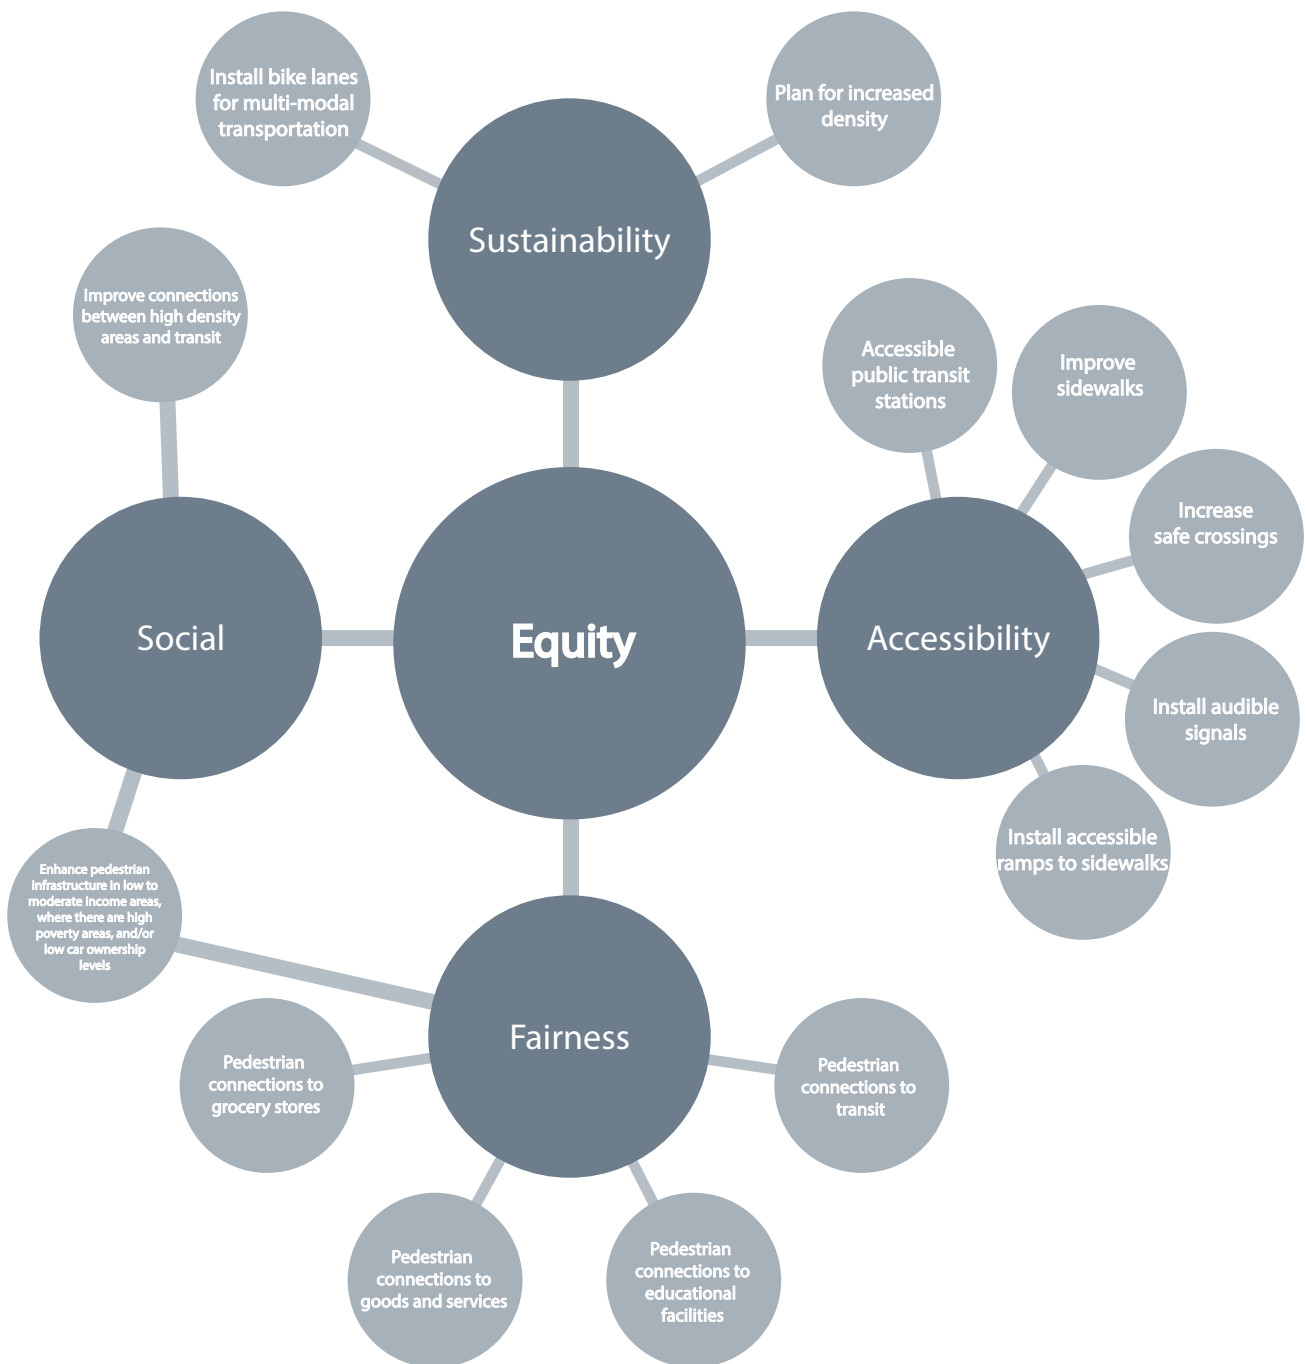 Install bike lanes
for multi-modal
transportation
Plan for increased
density
Sustainability
Improve connections
between high density
areas and transit
Accessible
public transit
stations
Improve
sidewalks
Increase
safe crossings
Social
Equity
Accessibility
Install audible
signals
Install accessible
ramps to sidewalks
Enhance pedestrian
infrastructure in low to
moderate income areas,
where there are high
poverty areas, and/or
low car ownership
levels
Fairness
Pedestrian
connections to
grocery stores
Pedestrian
connections to
transit
Pedestrian
connections to
goods and services
Pedestrian
connections to
educational
facilities